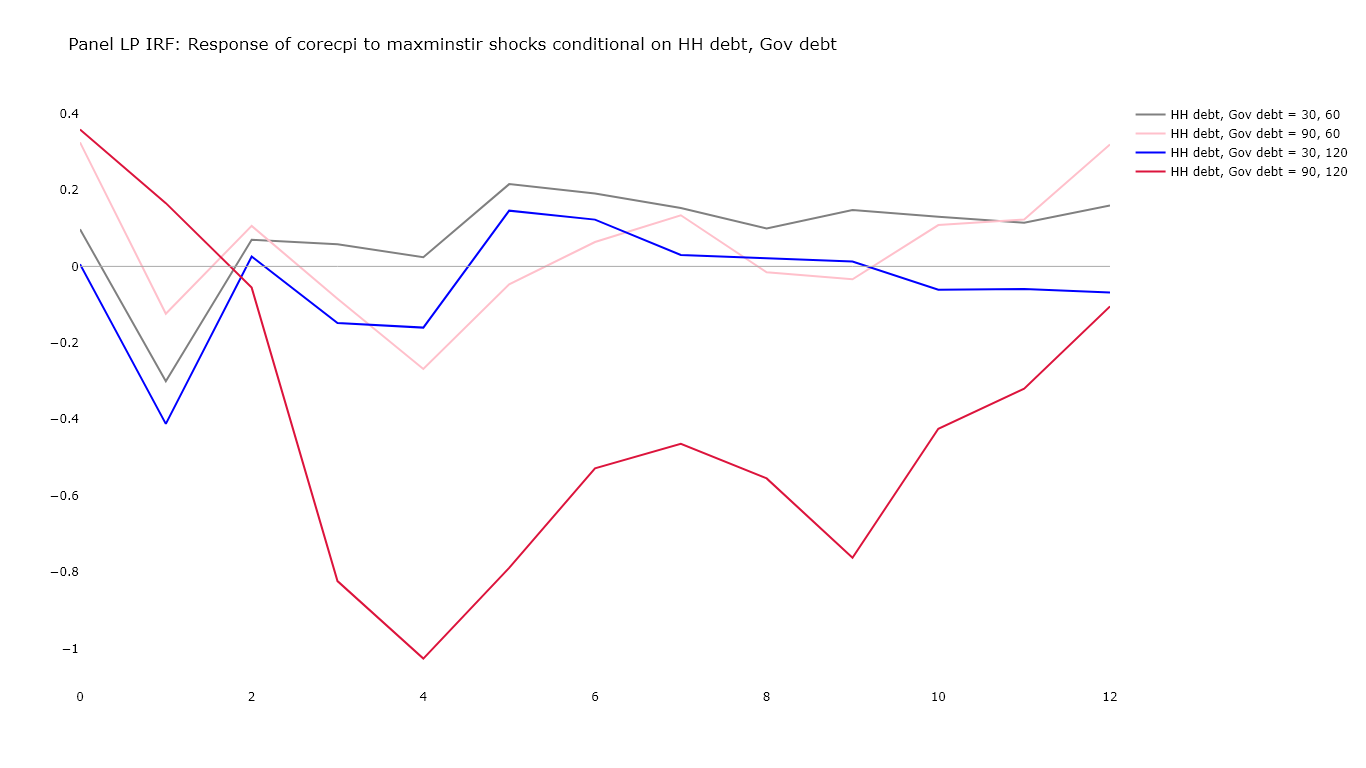 Panel LP IRF: Response of corecpi to maxminstir shocks conditional on HH debt, Gov debt
0.4
0.2
0
−0.2
−0.4
−0.6
−0.8
−1
0 2 4 6 8 10 12
HH debt, Gov debt = 30, 60
HH debt, Gov debt = 90, 60
HH debt, Gov debt = 30, 120
HH debt, Gov debt = 90, 120